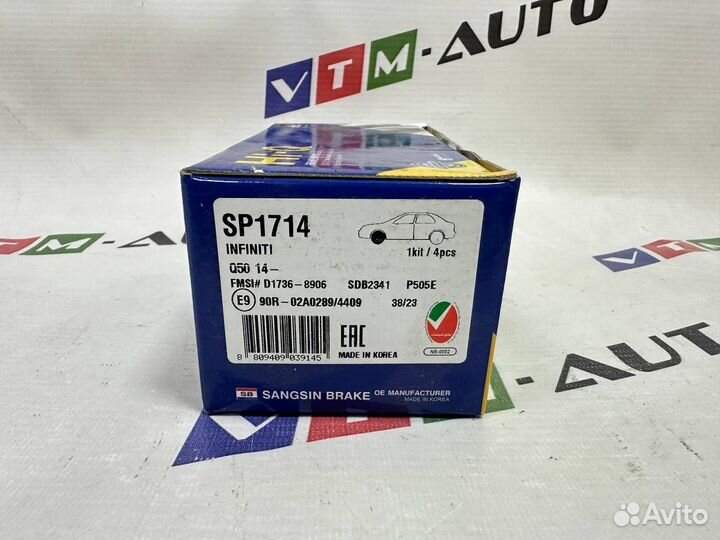 VTM-AUTO
Hi-Q
SP1714
INFINITI
1kit / 4pcs
Q50 14-
FMSI# D1736-8906 SDB2341 P505E
E9 90R-02A0289/4409 38/23
8 809409 039145
EAC
MADE IN KOREA
NB-0002
SB SANGSIN BRAKE OE MANUFACTURER
MADE IN KOREA
VTM-AUTO
Avito